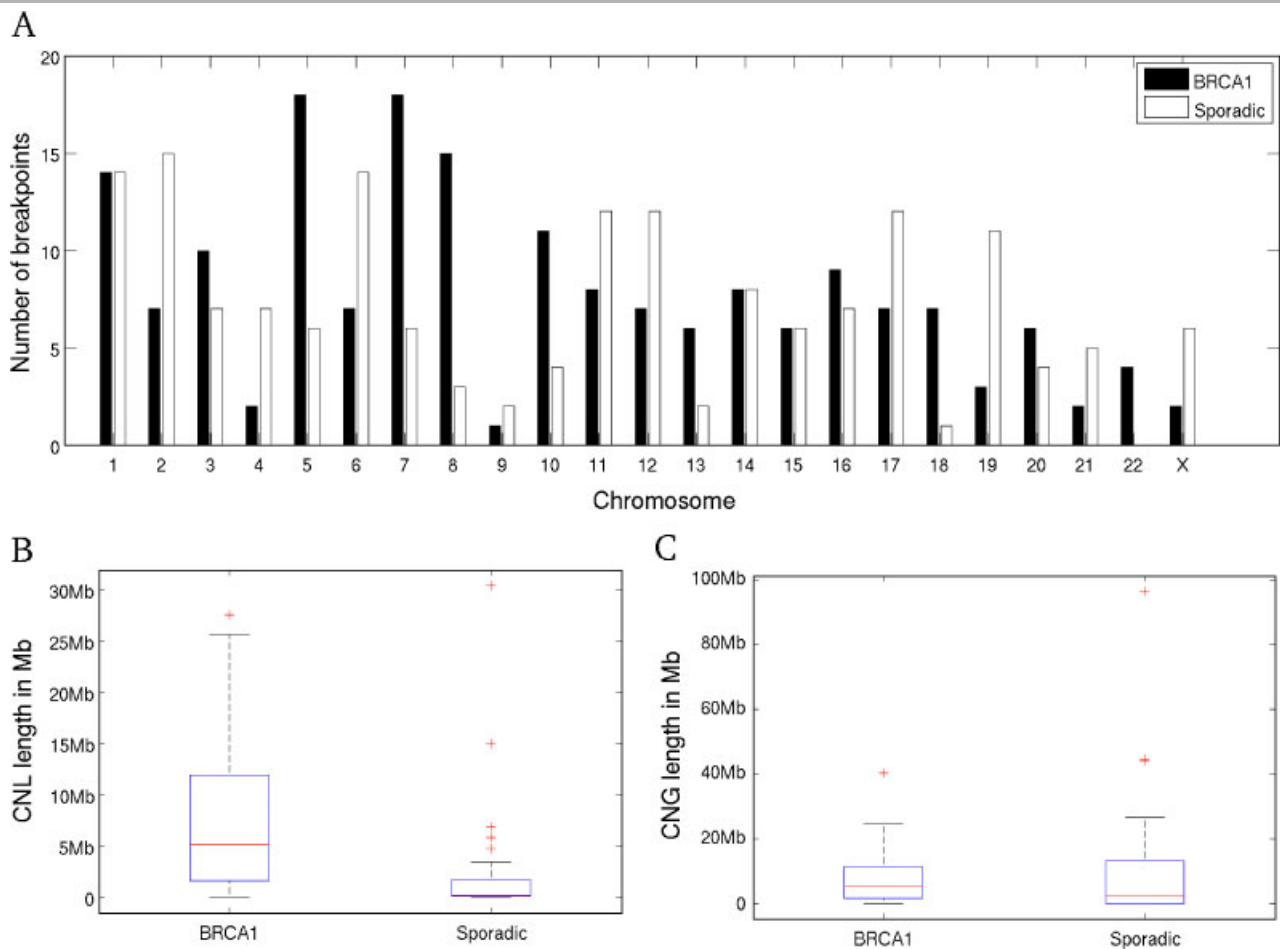 A
20
15
10
5
0
Number of breakpoints
BRCA1
Sporadic
1 2 3 4 5 6 7 8 9 10 11 12 13 14 15 16 17 18 19 20 21 22 X
Chromosome
B
30Mb
25Mb
20Mb
15Mb
10Mb
5Mb
0
CNL length in Mb
BRCA1 Sporadic
C
100Mb
80Mb
60Mb
40Mb
20Mb
0
CNG length in Mb
BRCA1 Sporadic